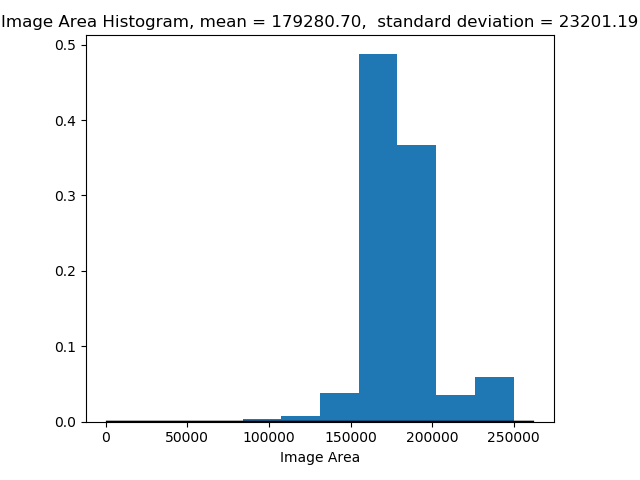 Image Area Histogram, mean = 179280.70,  standard deviation = 23201.19
0.5
0.4
0.3
0.2
0.1
0.0
0 50000 100000 150000 200000 250000
Image Area